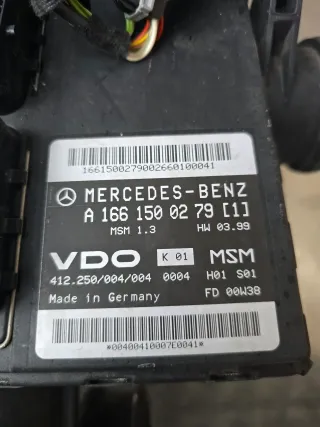 1661500279002660100041
MERCEDES-BENZ
A 166 150 02 79 [1]
MSM 1.3 HW 03.99
VDO K 01 MSM
412.250/004/004 0004 H01 S01
Made in Germany FD 00W38
*00400410007E0041*